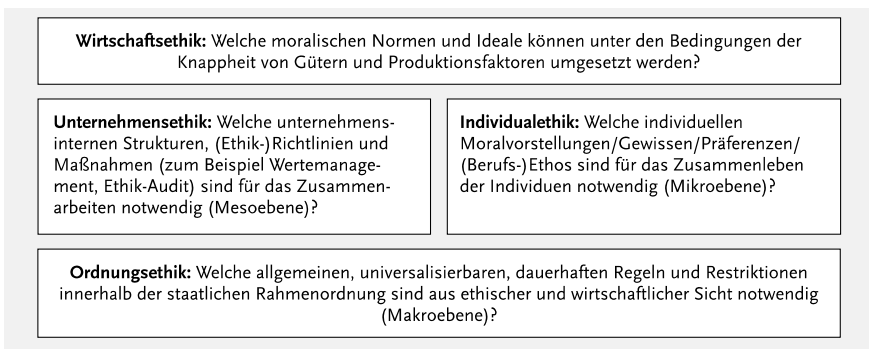 Wirtschaftsethik: Welche moralischen Normen und Ideale können unter den Bedingungen der
Knappheit von Gütern und Produktionsfaktoren umgesetzt werden?
Unternehmensethik: Welche unternehmens-
internen Strukturen, (Ethik-)Richtlinien und
Maßnahmen (zum Beispiel Wertemanage-
ment, Ethik-Audit) sind für das Zusammen-
arbeiten notwendig (Mesoebene)?
Individualethik: Welche individuellen
Moralvorstellungen/Gewissen/Präferenzen/
(Berufs-)Ethos sind für das Zusammenleben
der Individuen notwendig (Mikroebene)?
Ordnungsethik: Welche allgemeinen, universalisierbaren, dauerhaften Regeln und Restriktionen
innerhalb der staatlichen Rahmenordnung sind aus ethischer und wirtschaftlicher Sicht notwendig
(Makroebene)?